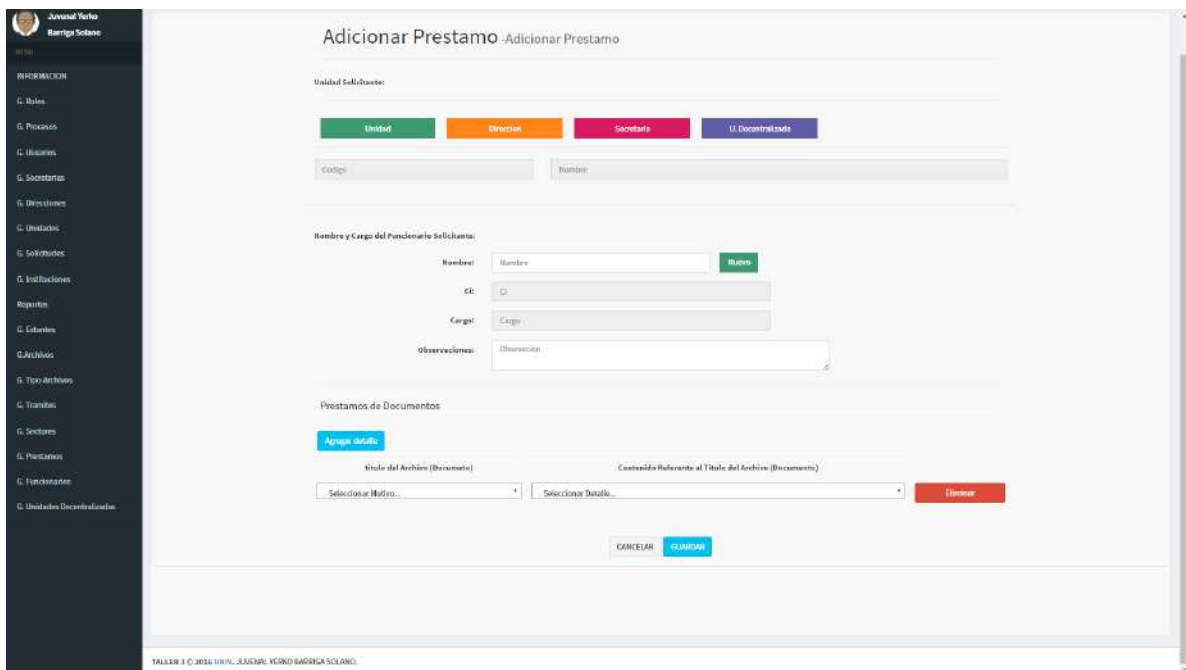 Juvenal Yerko
Barriga Solano
MENU
INFORMACION
G. Roles
G. Procesos
G. Usuarios
G. Secretarias
G. Direcciones
G. Unidades
G. Solicitudes
G. Instituciones
Reportes
G. Estantes
G.Archivos
G. Tipo Archivos
G. Tramites
G. Sectores
G. Prestamos
G. Funcionarios
G. Unidades Decentralizadas
Adicionar Prestamo -Adicionar Prestamo
Unidad Solicitante:
Unidad Direccion Secretaria U. Decentralizada
Codigo Nombre
Nombre y Cargo del Funcionario Solicitante:
Nombre: Nombre Nuevo
Ci: Ci
Cargo: Cargo
Observaciones: Observación
Prestamos de Documentos
Agregar detalle
titulo del Archivo (Documeto) Contenido Referente al Titulo del Archivo (Documento)
Seleccionar Motivo... Seleccionar Detalle... Eliminar
CANCELAR GUARDAR
TALLER 3 © 2016 JUVENAL YERKO BARRIGA SOLANO.